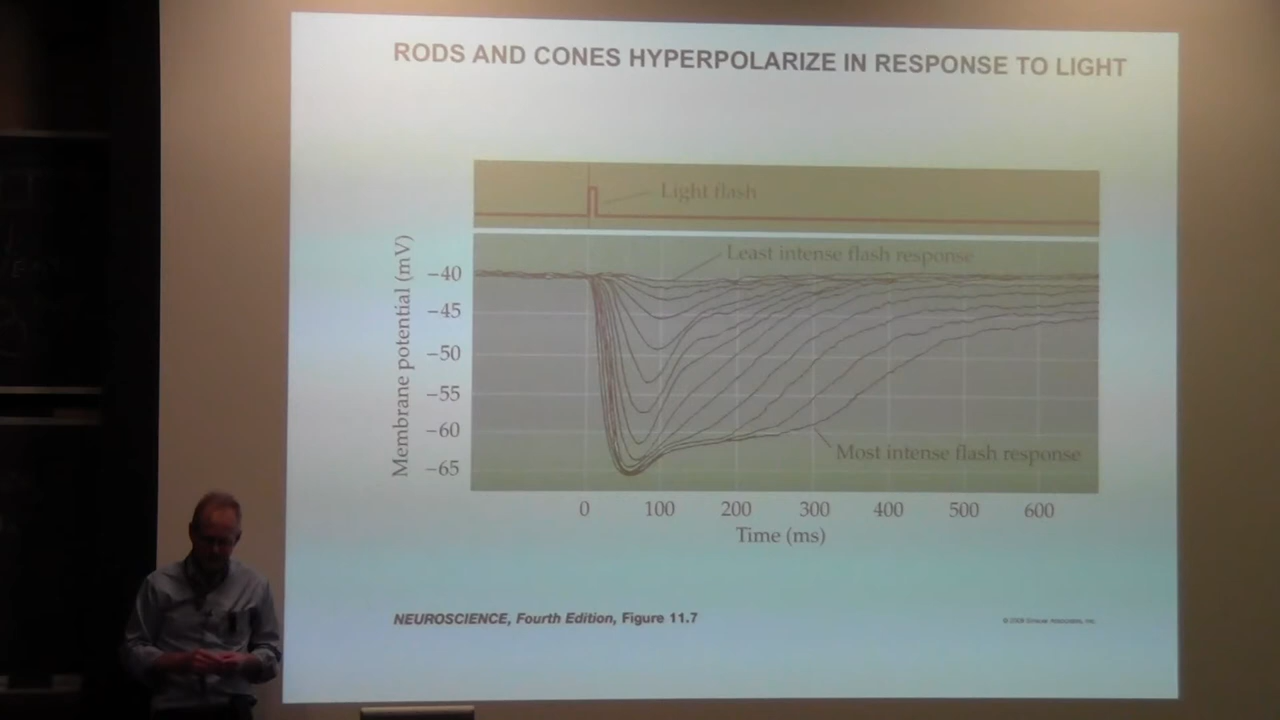 RODS AND CONES HYPERPOLARIZE IN RESPONSE TO LIGHT
Light flash
Least intense flash response
Membrane potential (mV)
−40
−45
−50
−55
−60
−65
Most intense flash response
0 100 200 300 400 500 600
Time (ms)
NEUROSCIENCE, Fourth Edition, Figure 11.7